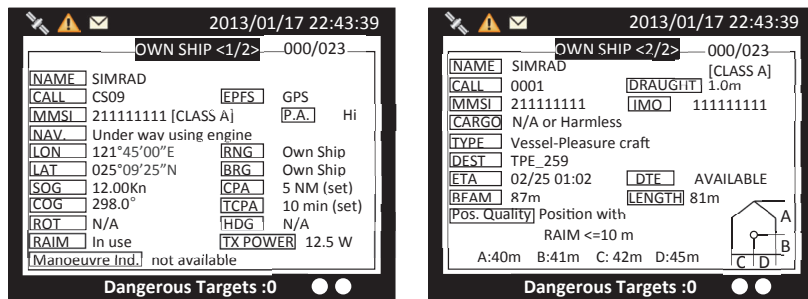 2013/01/17 22:43:39
OWN SHIP <1/2> 000/023
NAME SIMRAD
CALL CS09 EPFS GPS
MMSI 211111111 [CLASS A] P.A. Hi
NAV. Under way using engine
LON 121°45'00"E RNG Own Ship
LAT 025°09'25"N BRG Own Ship
SOG 12.00Kn CPA 5 NM (set)
COG 298.0° TCPA 10 min (set)
ROT N/A HDG N/A
RAIM In use TX POWER 12.5 W
Manoeuvre Ind. not available
Dangerous Targets :0
2013/01/17 22:43:39
OWN SHIP <2/2> 000/023
NAME SIMRAD [CLASS A]
CALL 0001 DRAUGHT 1.0m
MMSI 211111111 IMO 111111111
CARGO N/A or Harmless
TYPE Vessel-Pleasure craft
DEST TPE_259
ETA 02/25 01:02 DTE AVAILABLE
BEAM 87m LENGTH 81m
Pos. Quality Position with
RAIM <=10 m
A:40m B:41m C: 42m D:45m
A
B
C D
Dangerous Targets :0